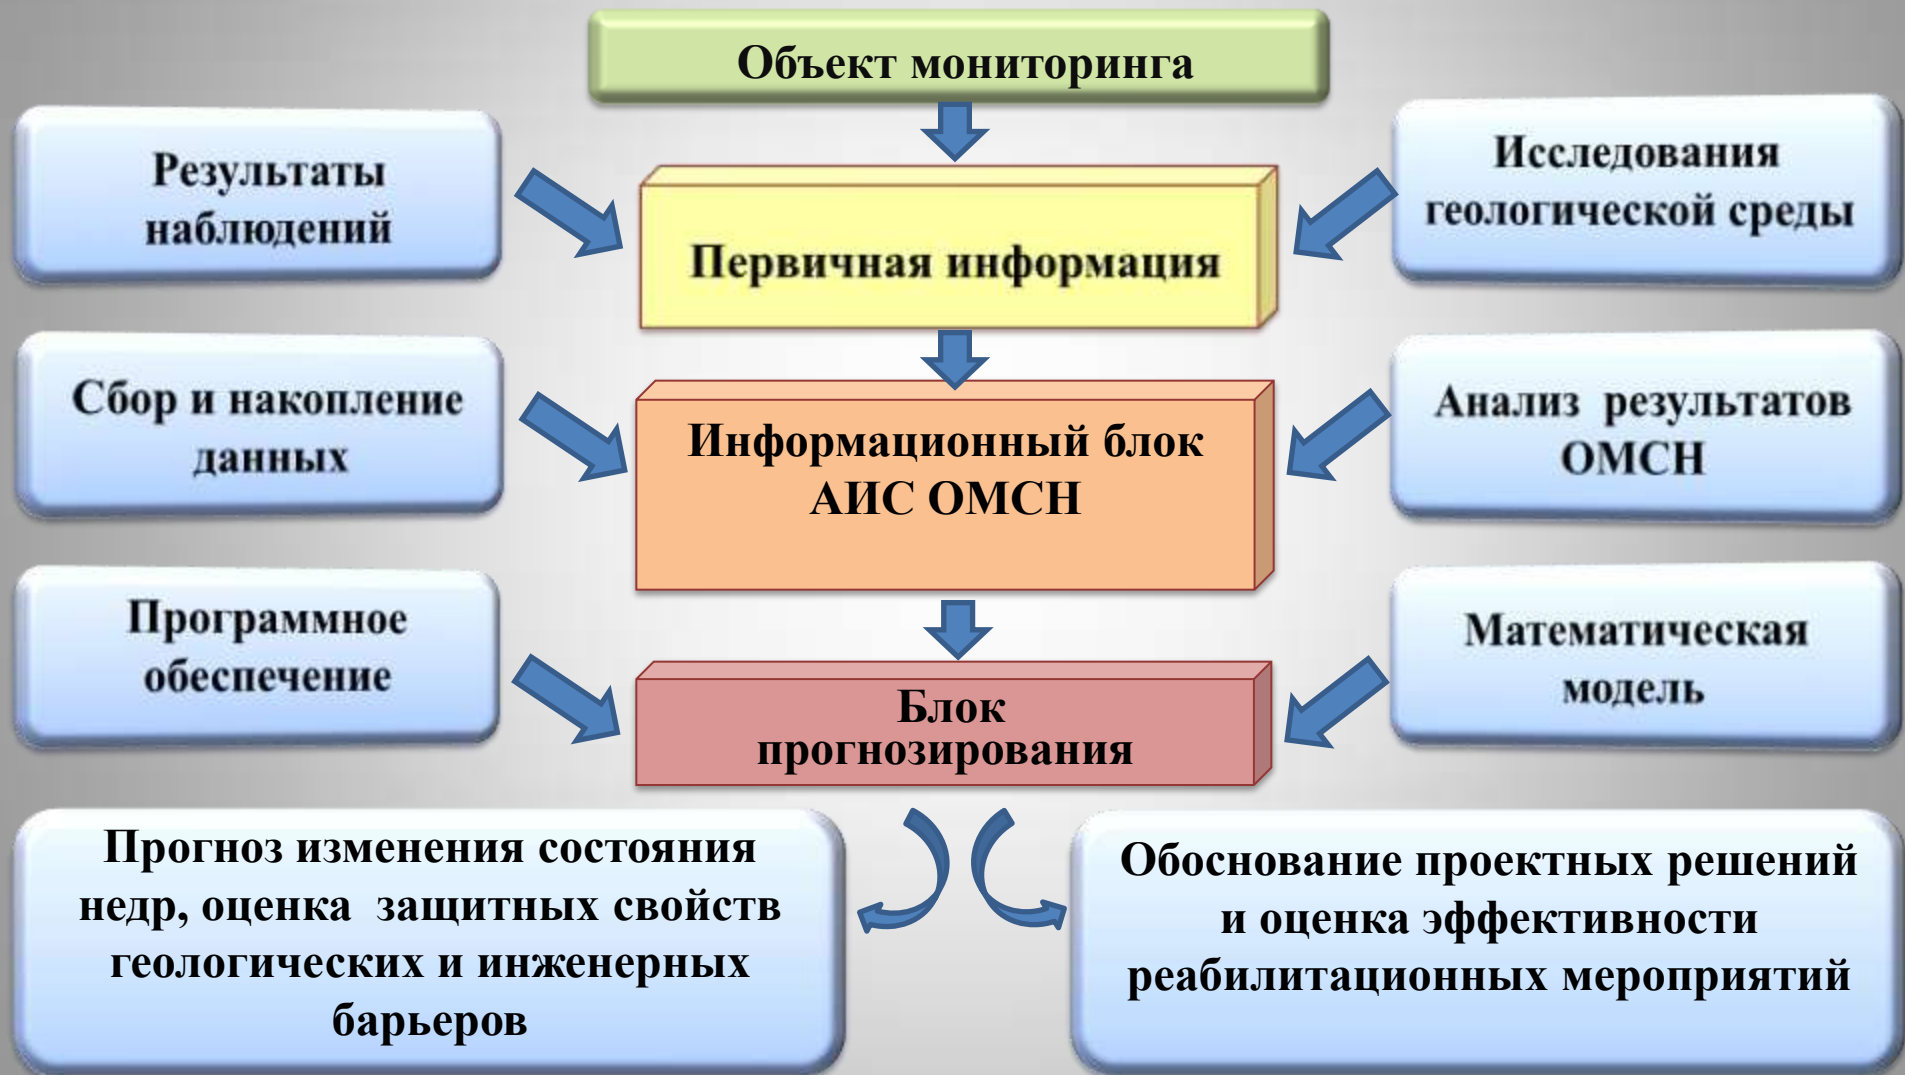 Объект мониторинга
Результаты
наблюдений
Первичная информация
Исследования
геологической среды
Сбор и накопление
данных
Информационный блок
АИС ОМСН
Анализ результатов
ОМСН
Программное
обеспечение
Блок
прогнозирования
Математическая
модель
Прогноз изменения состояния
недр, оценка защитных свойств
геологических и инженерных
барьеров
Обоснование проектных решений
и оценка эффективности
реабилитационных мероприятий